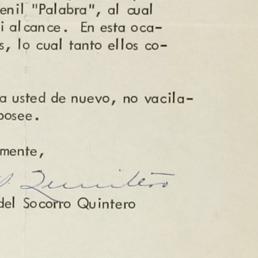 enil "Palabra", al cual
i alcance. En esta oca-
s, lo cual tanto ellos co-
a usted de nuevo, no vacila-
posee.
mente,
Quintero
del Socorro Quintero